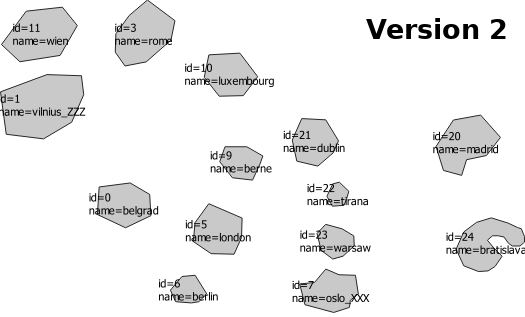 Version 2
id=11
name=wien
id=3
name=rome
id=10
name=luxembourg
id=1
name=vilnius_ZZZ
id=21
name=dublin
id=20
name=madrid
id=9
name=berne
id=22
name=tirana
id=0
name=belgrad
id=5
name=london
id=23
name=warsaw
id=24
name=bratislava
id=6
name=berlin
id=7
name=oslo_XXX